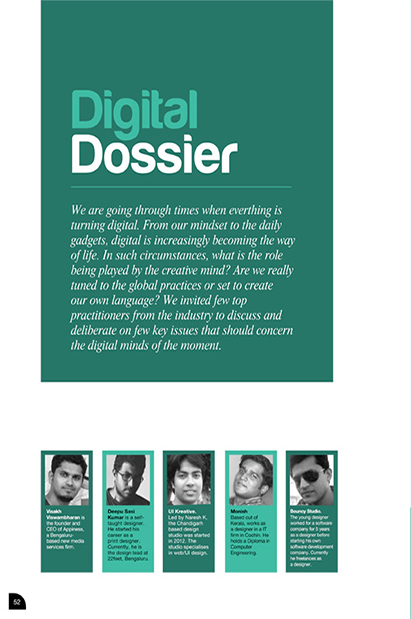 Digital
Dossier
We are going through times when everthing is
turning digital. From our mindset to the daily
gadgets, digital is increasingly becoming the way
of life. In such circumstances, what is the role
being played by the creative mind? Are we really
tuned to the global practices or set to create
our own language? We invited few top
practitioners from the industry to discuss and
deliberate on few key issues that should concern
the digital minds of the moment.
Visakh
Viswambharan is
the founder and
CEO of Appiness,
a Bengaluru-
based new media
services firm.
Deepu Sasi
Kumar is a self-
taught designer.
He started his
career as a
print designer.
Currently, he is
the design lead at
22feet, Bengaluru.
UI Kreative.
Led by Naresh K,
the Chandigarh
based design
studio was started
in 2012. The
studio specialises
in web/UI design.
Monish
Based out of
Kerala, works as
a designer in a IT
firm in Cochin. He
holds a Diploma in
Computer
Engineering.
Bouncy Studio.
The young designer
worked for a software
company for 5 years
as a designer before
starting his own
software development
company. Currently
he freelances as
a designer.
52